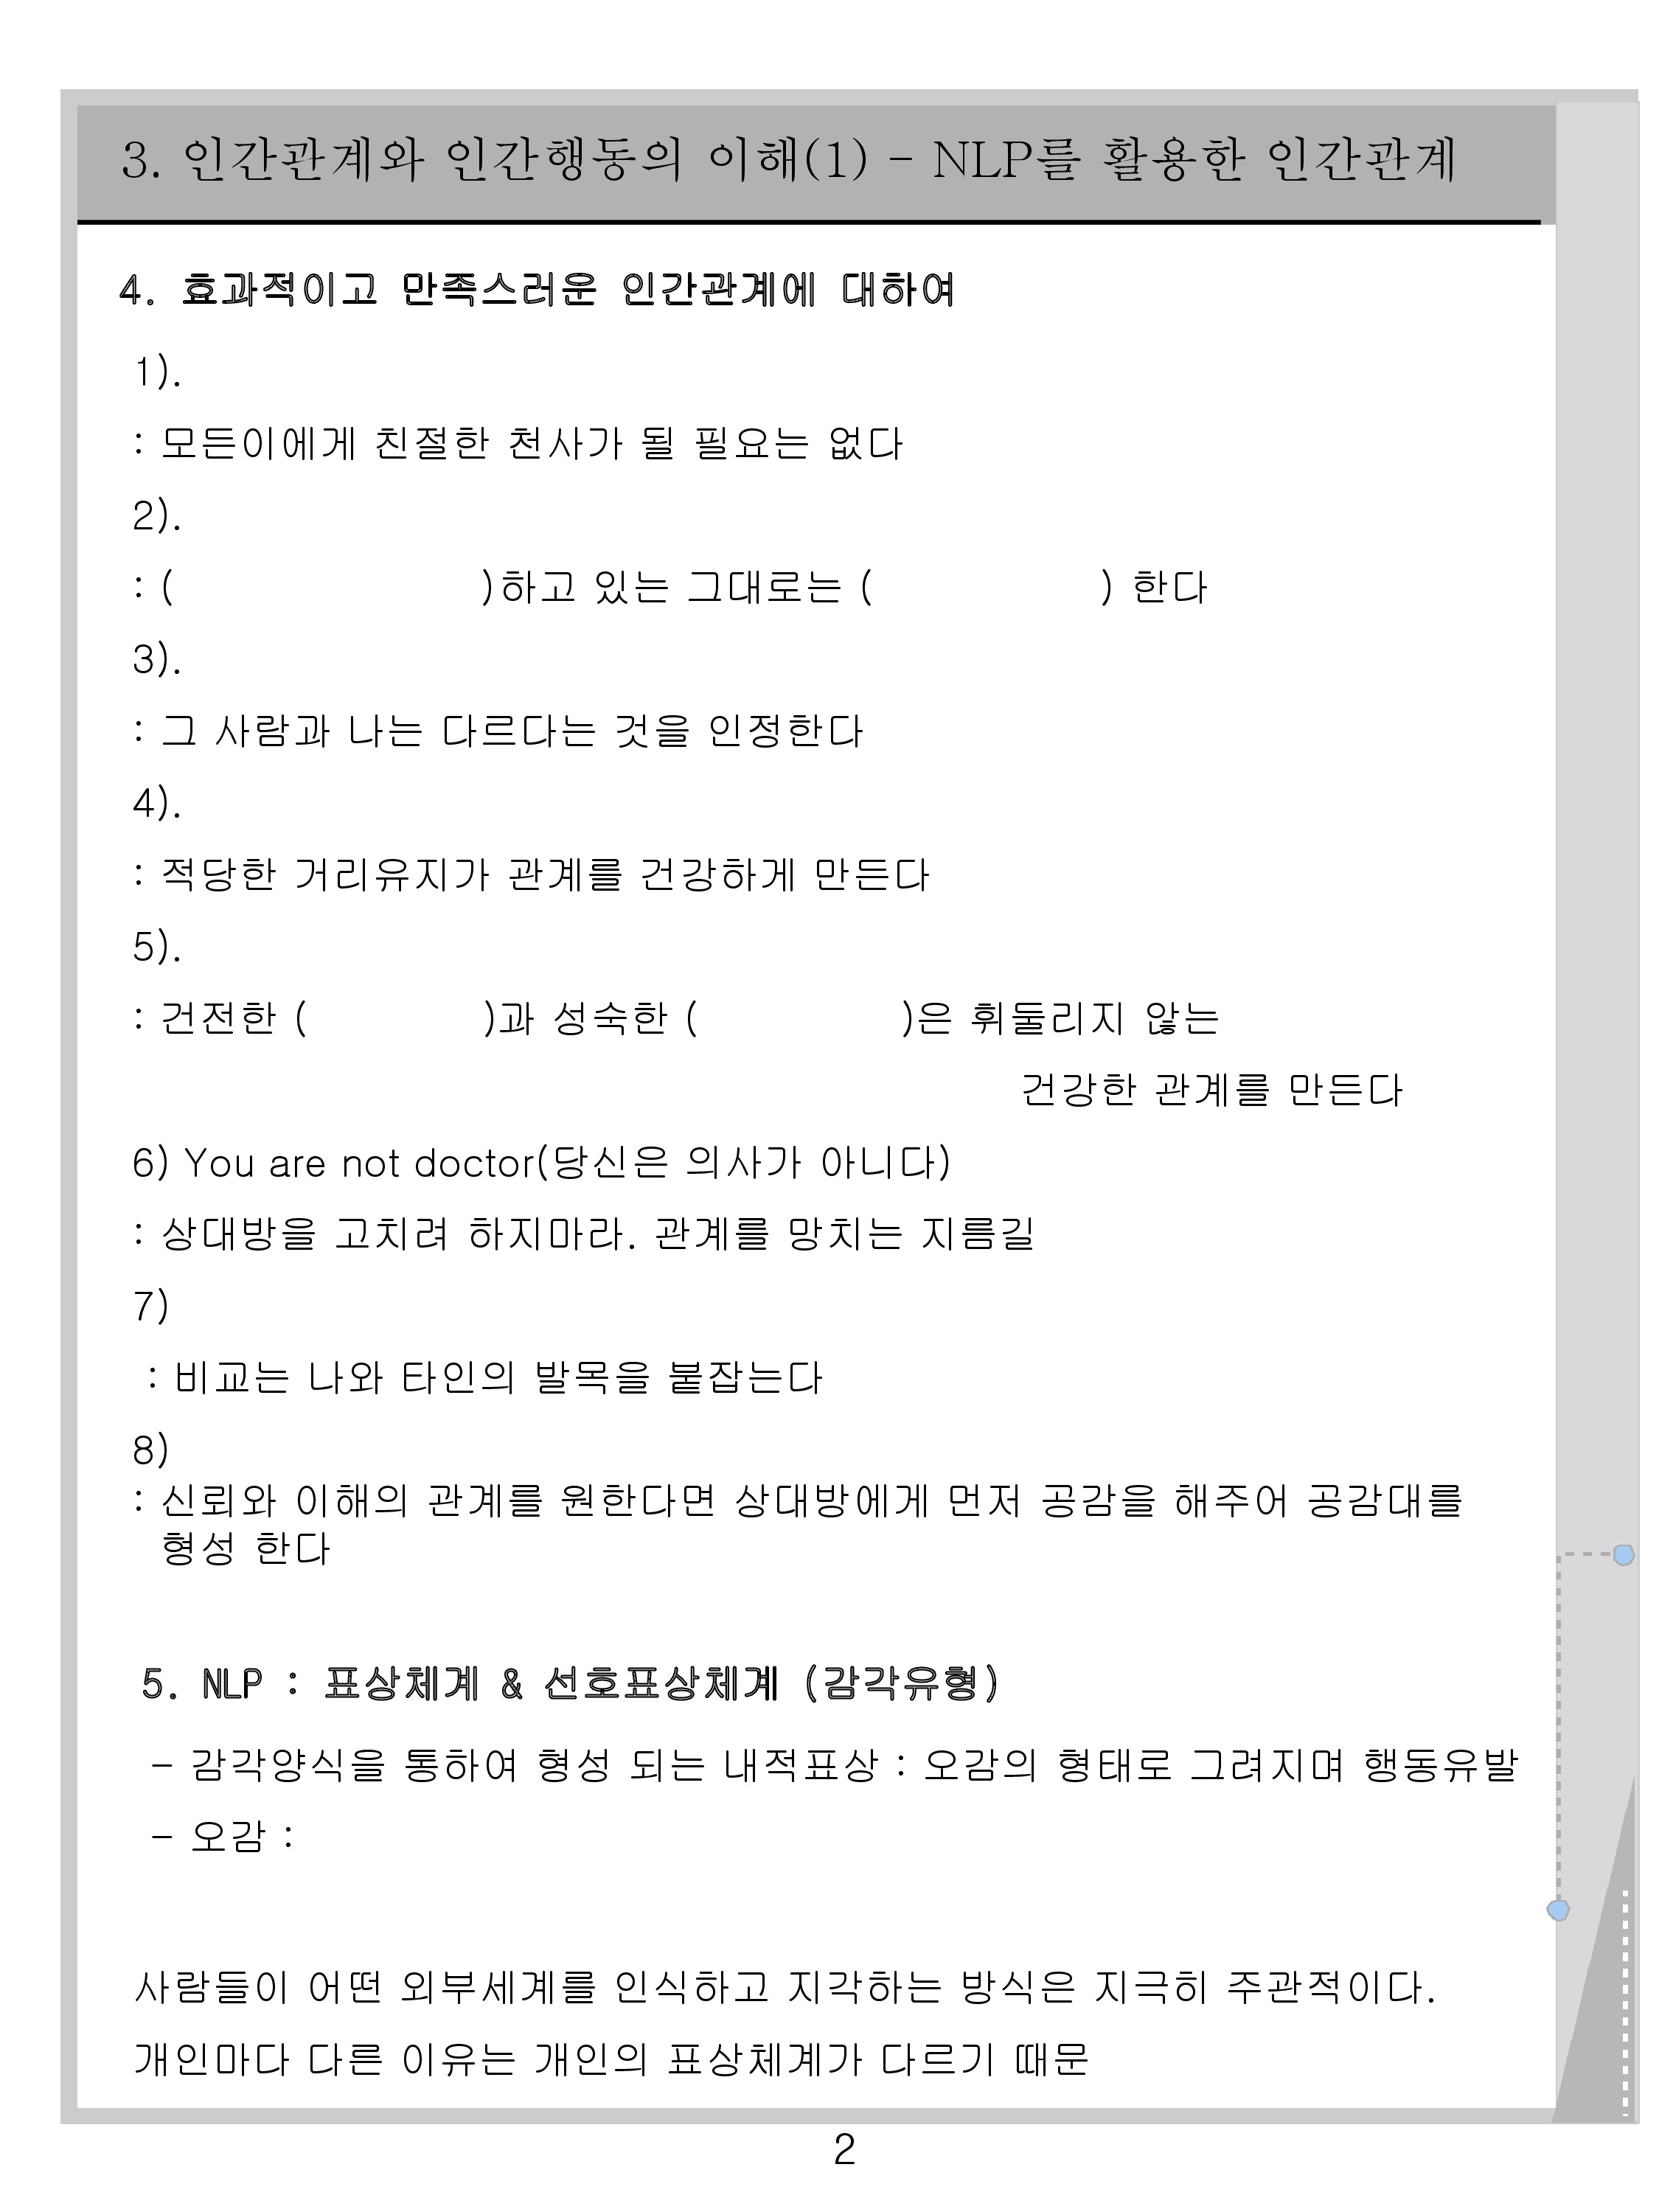 3. 인간관계와 인간행동의 이해(1) - NLP를 활용한 인간관계
4. 효과적이고 만족스러운 인간관계에 대하여
1).
: 모든이에게 친절한 천사가 될 필요는 없다
2).
: ( )하고 있는 그대로는 ( ) 한다
3).
: 그 사람과 나는 다르다는 것을 인정한다
4).
: 적당한 거리유지가 관계를 건강하게 만든다
5).
: 건전한 ( )과 성숙한 ( )은 휘둘리지 않는
건강한 관계를 만든다
6) You are not doctor(당신은 의사가 아니다)
: 상대방을 고치려 하지마라. 관계를 망치는 지름길
7)
: 비교는 나와 타인의 발목을 붙잡는다
8)
: 신뢰와 이해의 관계를 원한다면 상대방에게 먼저 공감을 해주어 공감대를
형성 한다
5. NLP : 표상체계 & 선호표상체계 (감각유형)
- 감각양식을 통하여 형성 되는 내적표상 : 오감의 형태로 그려지며 행동유발
- 오감 :
사람들이 어떤 외부세계를 인식하고 지각하는 방식은 지극히 주관적이다.
개인마다 다른 이유는 개인의 표상체계가 다르기 때문
2